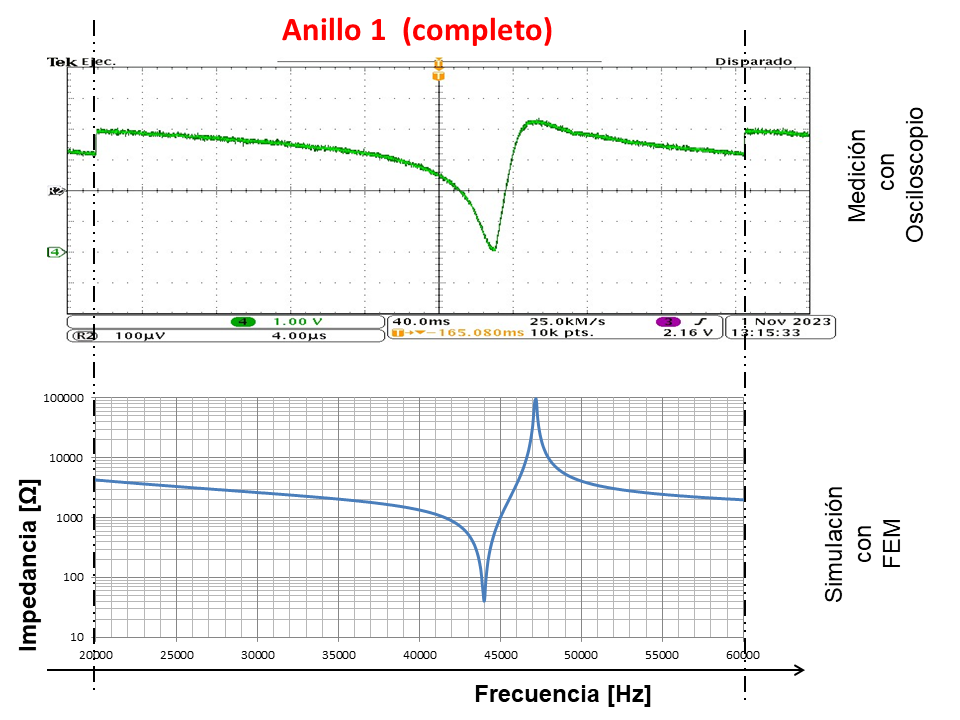 Anillo 1 (completo)
Tek Ejec.
Disparado
T
T
4
4 1.00 V
40.0ms 25.0kM/s 3 1 Nov 2023
R2 100µV 4.00µs
T→▼−165.080ms 10k pts. 2.16 V 13:15:33
Medición
con
Osciloscopio
100000
10000
1000
100
10
20000 25000 30000 35000 40000 45000 50000 55000 60000
Impedancia [Ω]
Frecuencia [Hz]
Simulación
con
FEM